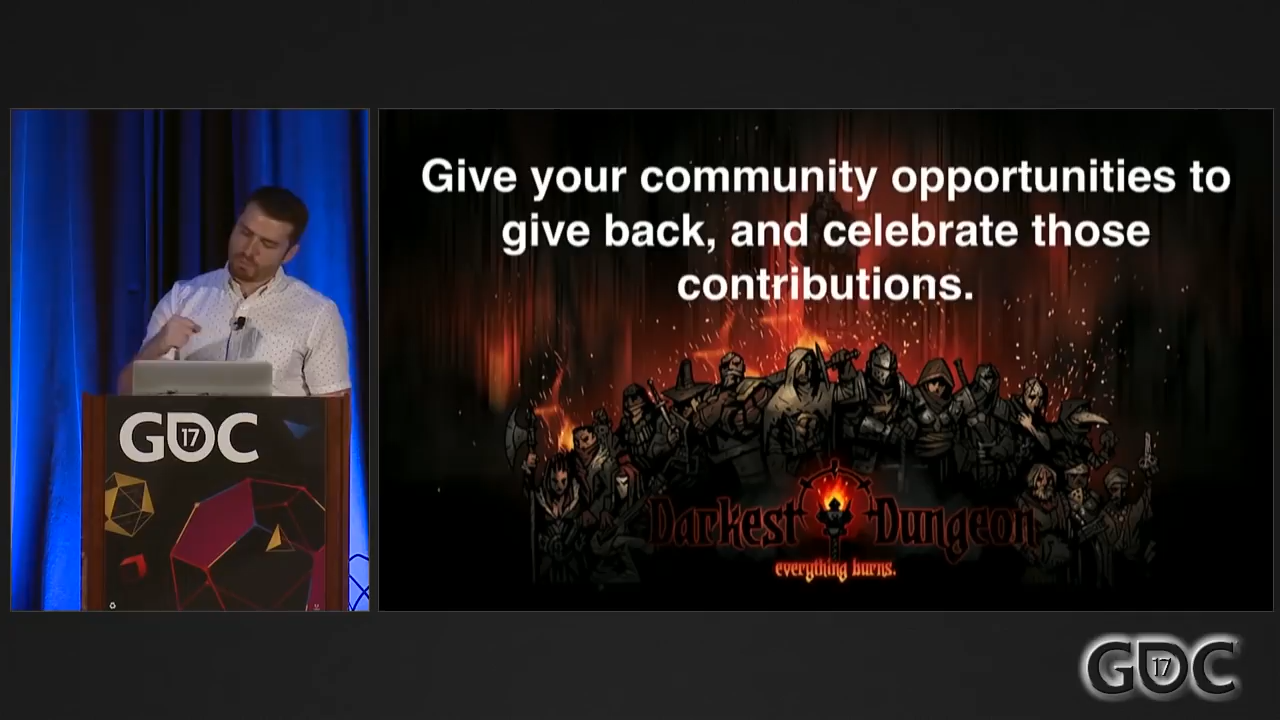 Give your community opportunities to
give back, and celebrate those
contributions.
Darkest Dungeon
everything burns.
GDC
17
GDC
17